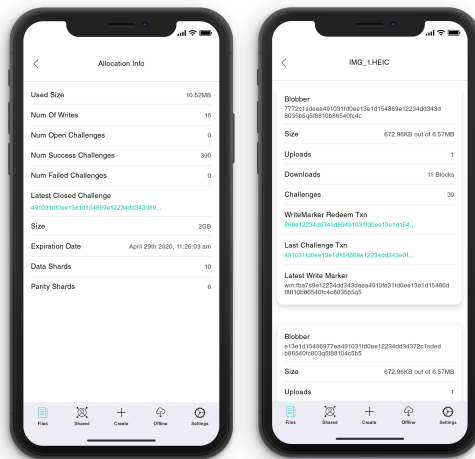 Allocation Info
Used Size 10.52MB
Num Of Writes 16
Num Open Challenges 0
Num Success Challenges 390
Num Failed Challenges 0
Latest Closed Challenge
491031fd0ee13e1d154869e12234dd343d89...
Size 2GB
Expiration Date April 29th 2020, 11:26:03 am
Data Shards 10
Parity Shards 6
Files Shared Create Offline Settings
IMG_1.HEIC
Blobber
7772c1sdeea491031fd0ee13e1d154869e12234dd343d
8035b5q5f8810b86540fc4c
Size 672.96KB out of 6.57MB
Uploads 1
Downloads 11 Blocks
Challenges 39
WriteMarker Redeem Txn
869e12234dd343d89491031fd0ee13e1d154...
Last Challenge Txn
491031fd0ee13e1d154869e12234dd343e01...
Latest Write Marker
wm:fba7s9e12234dd343deea4910fe31fd0ee13e1d15486d
f8810b86540fc4c8035b5q5
Blobber
e13e1d15486977ea491031fd0ee12234dd34372c1sded
b86540fc803q5f88104c5b5
Size 672.96KB out of 6.57MB
Uploads 1
Files Shared Create Offline Settings